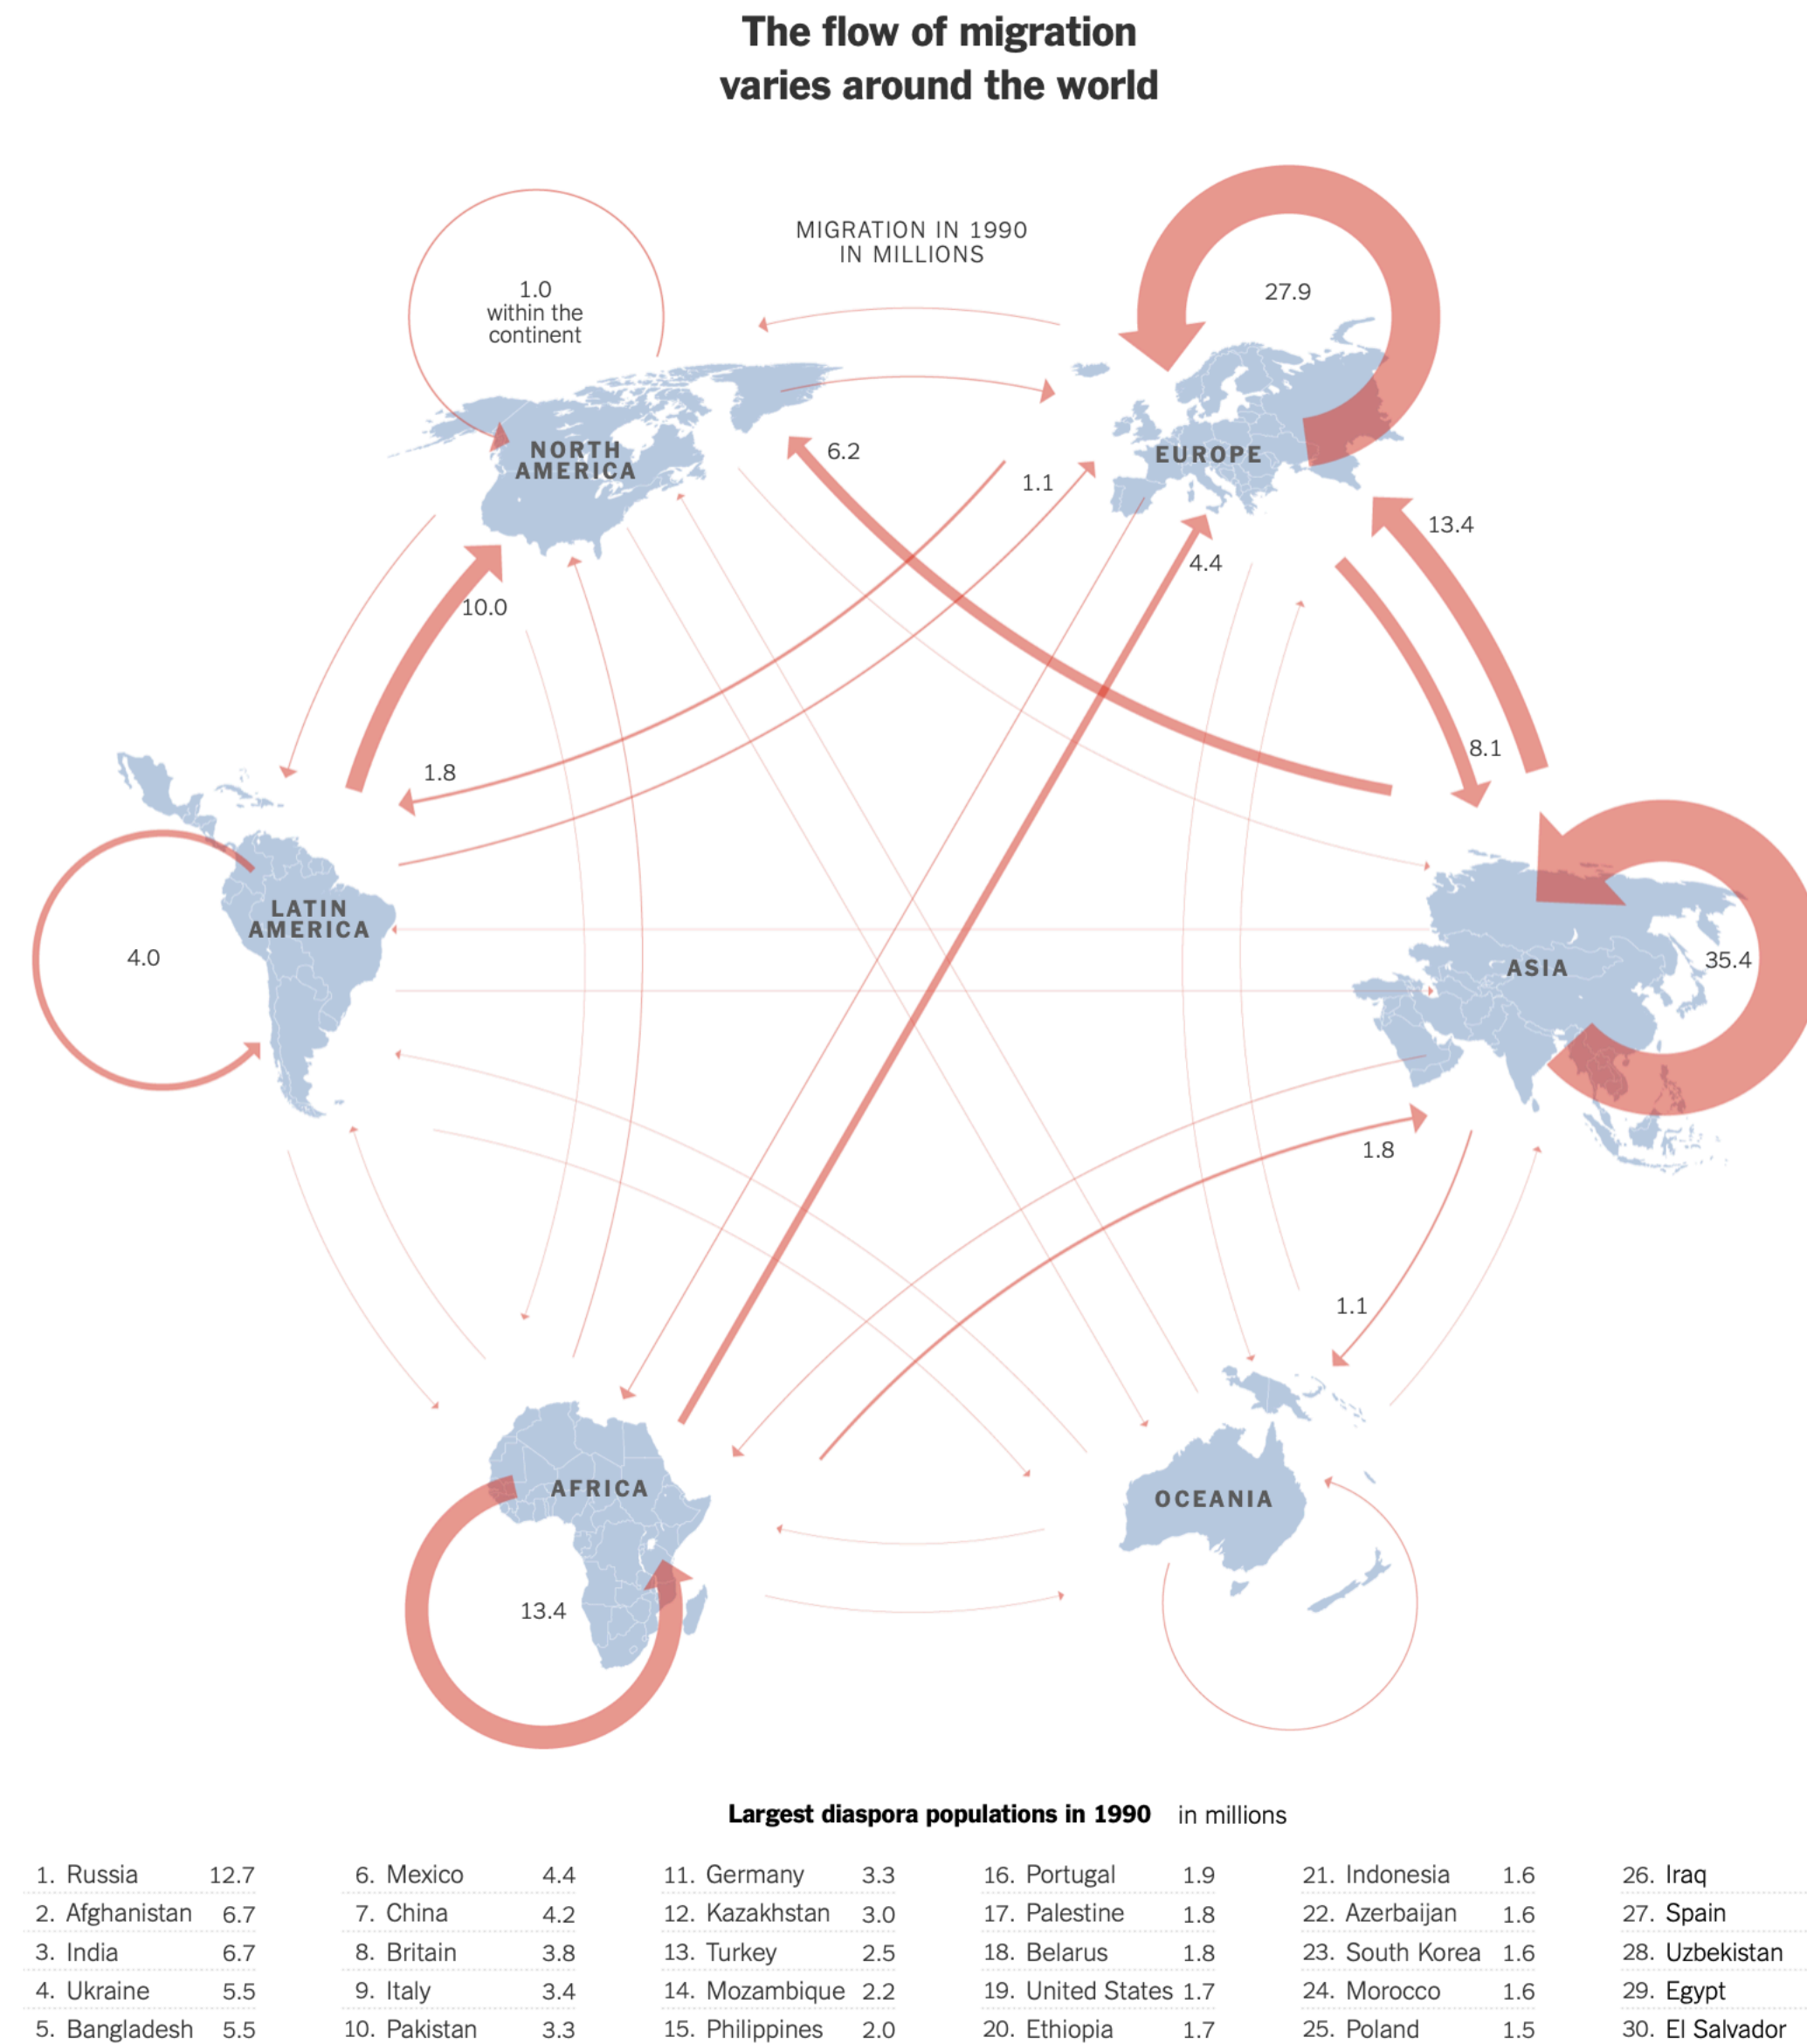 The flow of migration
varies around the world
MIGRATION IN 1990
IN MILLIONS
1.0
within the
continent
27.9
NORTH
AMERICA
6.2
1.1
EUROPE
13.4
4.4
10.0
8.1
1.8
LATIN
AMERICA
4.0
ASIA
35.4
1.8
1.1
AFRICA
OCEANIA
13.4
Largest diaspora populations in 1990 in millions
1. Russia 12.7
2. Afghanistan 6.7
3. India 6.7
4. Ukraine 5.5
5. Bangladesh 5.5
6. Mexico 4.4
7. China 4.2
8. Britain 3.8
9. Italy 3.4
10. Pakistan 3.3
11. Germany 3.3
12. Kazakhstan 3.0
13. Turkey 2.5
14. Mozambique 2.2
15. Philippines 2.0
16. Portugal 1.9
17. Palestine 1.8
18. Belarus 1.8
19. United States 1.7
20. Ethiopia 1.7
21. Indonesia 1.6
22. Azerbaijan 1.6
23. South Korea 1.6
24. Morocco 1.6
25. Poland 1.5
26. Iraq
27. Spain
28. Uzbekistan
29. Egypt
30. El Salvador